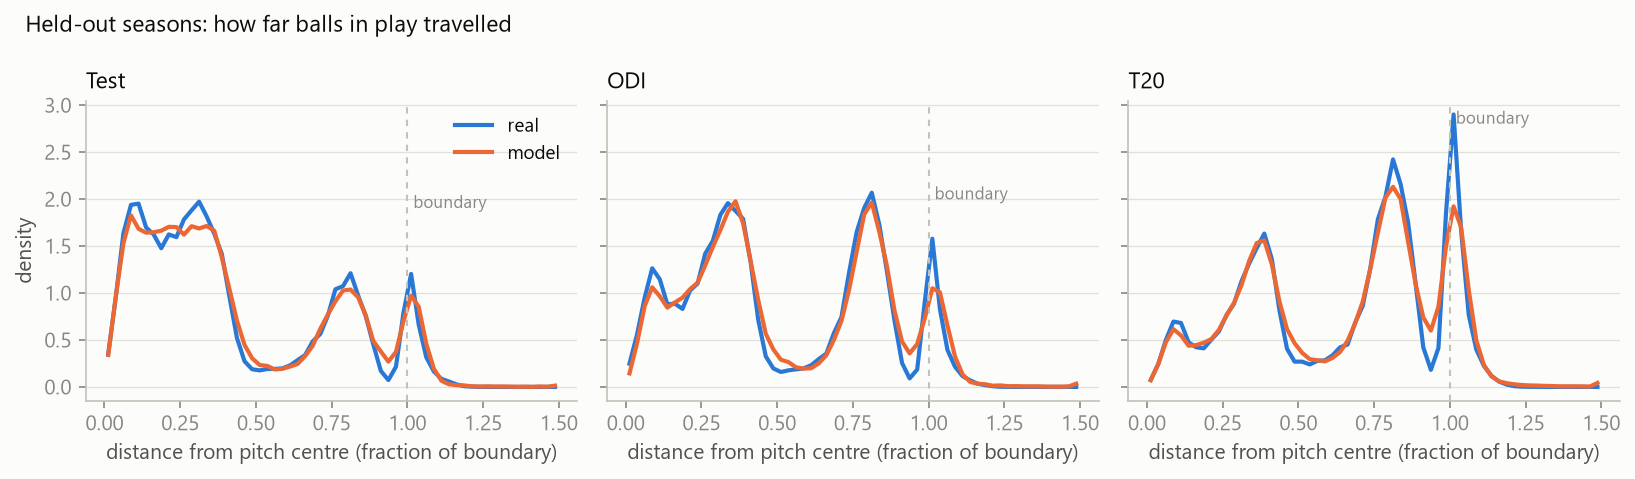 Held-out seasons: how far balls in play travelled
Test
ODI
T20
3.0
2.5
2.0
1.5
1.0
0.5
0.0
density
real
model
boundary
boundary
boundary
0.00 0.25 0.50 0.75 1.00 1.25 1.50
0.00 0.25 0.50 0.75 1.00 1.25 1.50
0.00 0.25 0.50 0.75 1.00 1.25 1.50
distance from pitch centre (fraction of boundary)
distance from pitch centre (fraction of boundary)
distance from pitch centre (fraction of boundary)